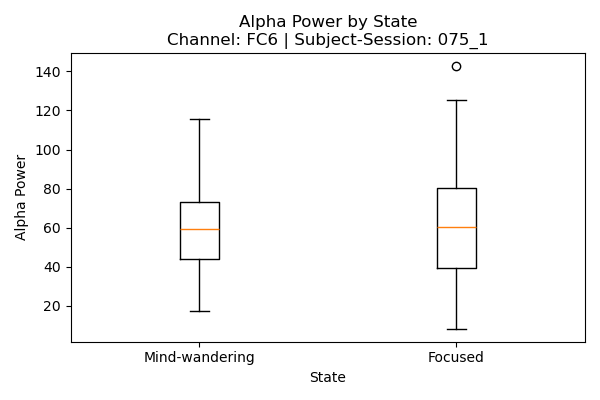 Alpha Power by State
Channel: FC6 | Subject-Session: 075_1
Alpha Power
140
120
100
80
60
40
20
Mind-wandering
Focused
State